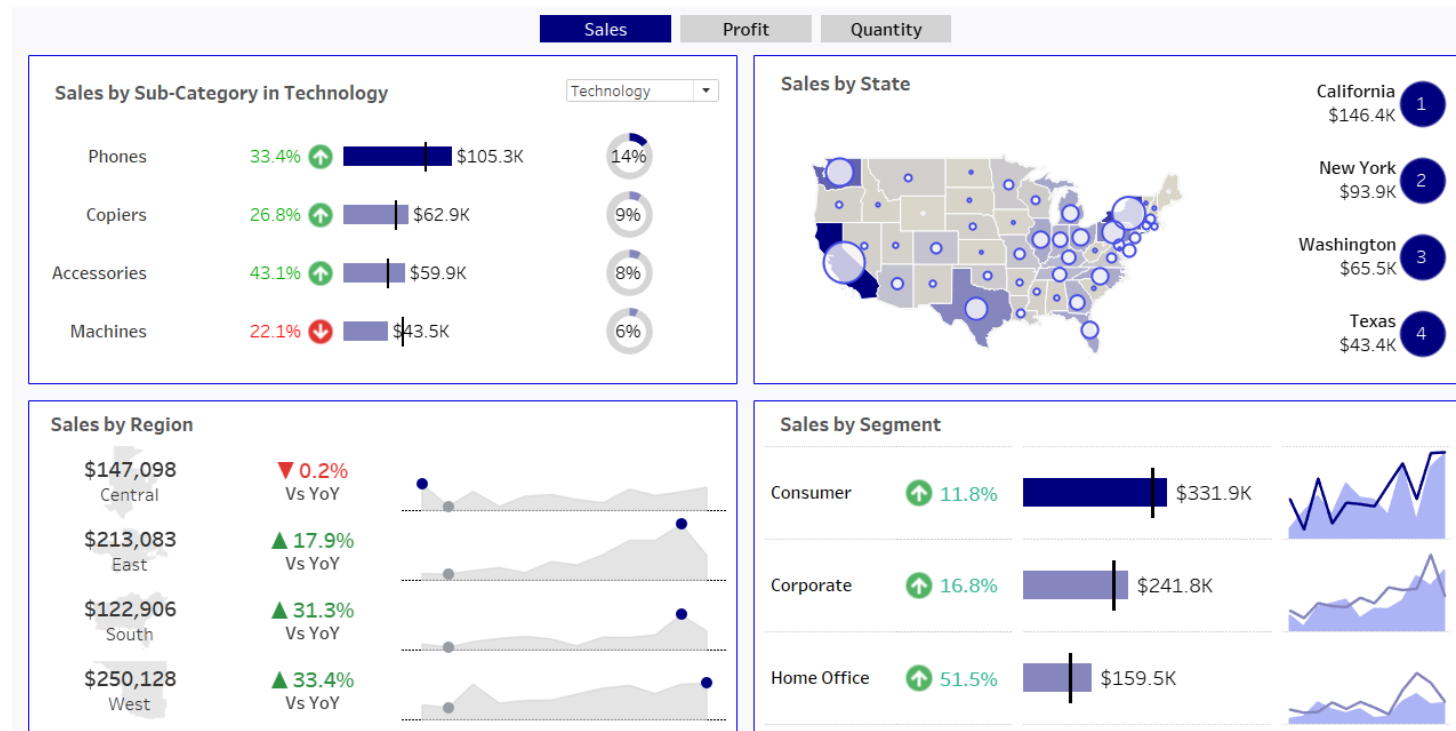 Sales Profit Quantity
Sales by Sub-Category in Technology
Technology
Phones 33.4% $105.3K 14%
Copiers 26.8% $62.9K 9%
Accessories 43.1% $59.9K 8%
Machines 22.1% $43.5K 6%
Sales by State
California
$146.4K
1
New York
$93.9K
2
Washington
$65.5K
3
Texas
$43.4K
4
Sales by Region
$147,098 0.2%
Central Vs YoY
$213,083 17.9%
East Vs YoY
$122,906 31.3%
South Vs YoY
$250,128 33.4%
West Vs YoY
Sales by Segment
Consumer 11.8% $331.9K
Corporate 16.8% $241.8K
Home Office 51.5% $159.5K